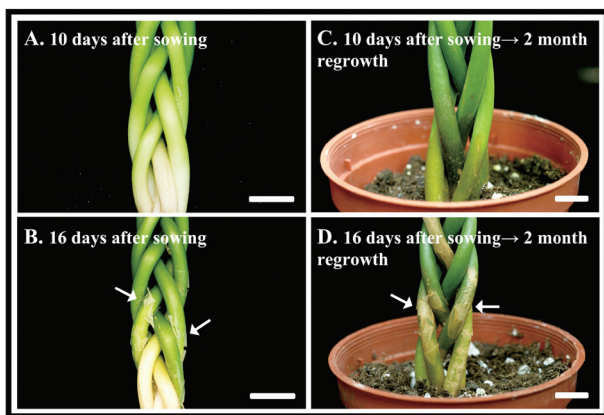 A. 10 days after sowing
C. 10 days after sowing→ 2 month
regrowth
B. 16 days after sowing
D. 16 days after sowing→ 2 month
regrowth